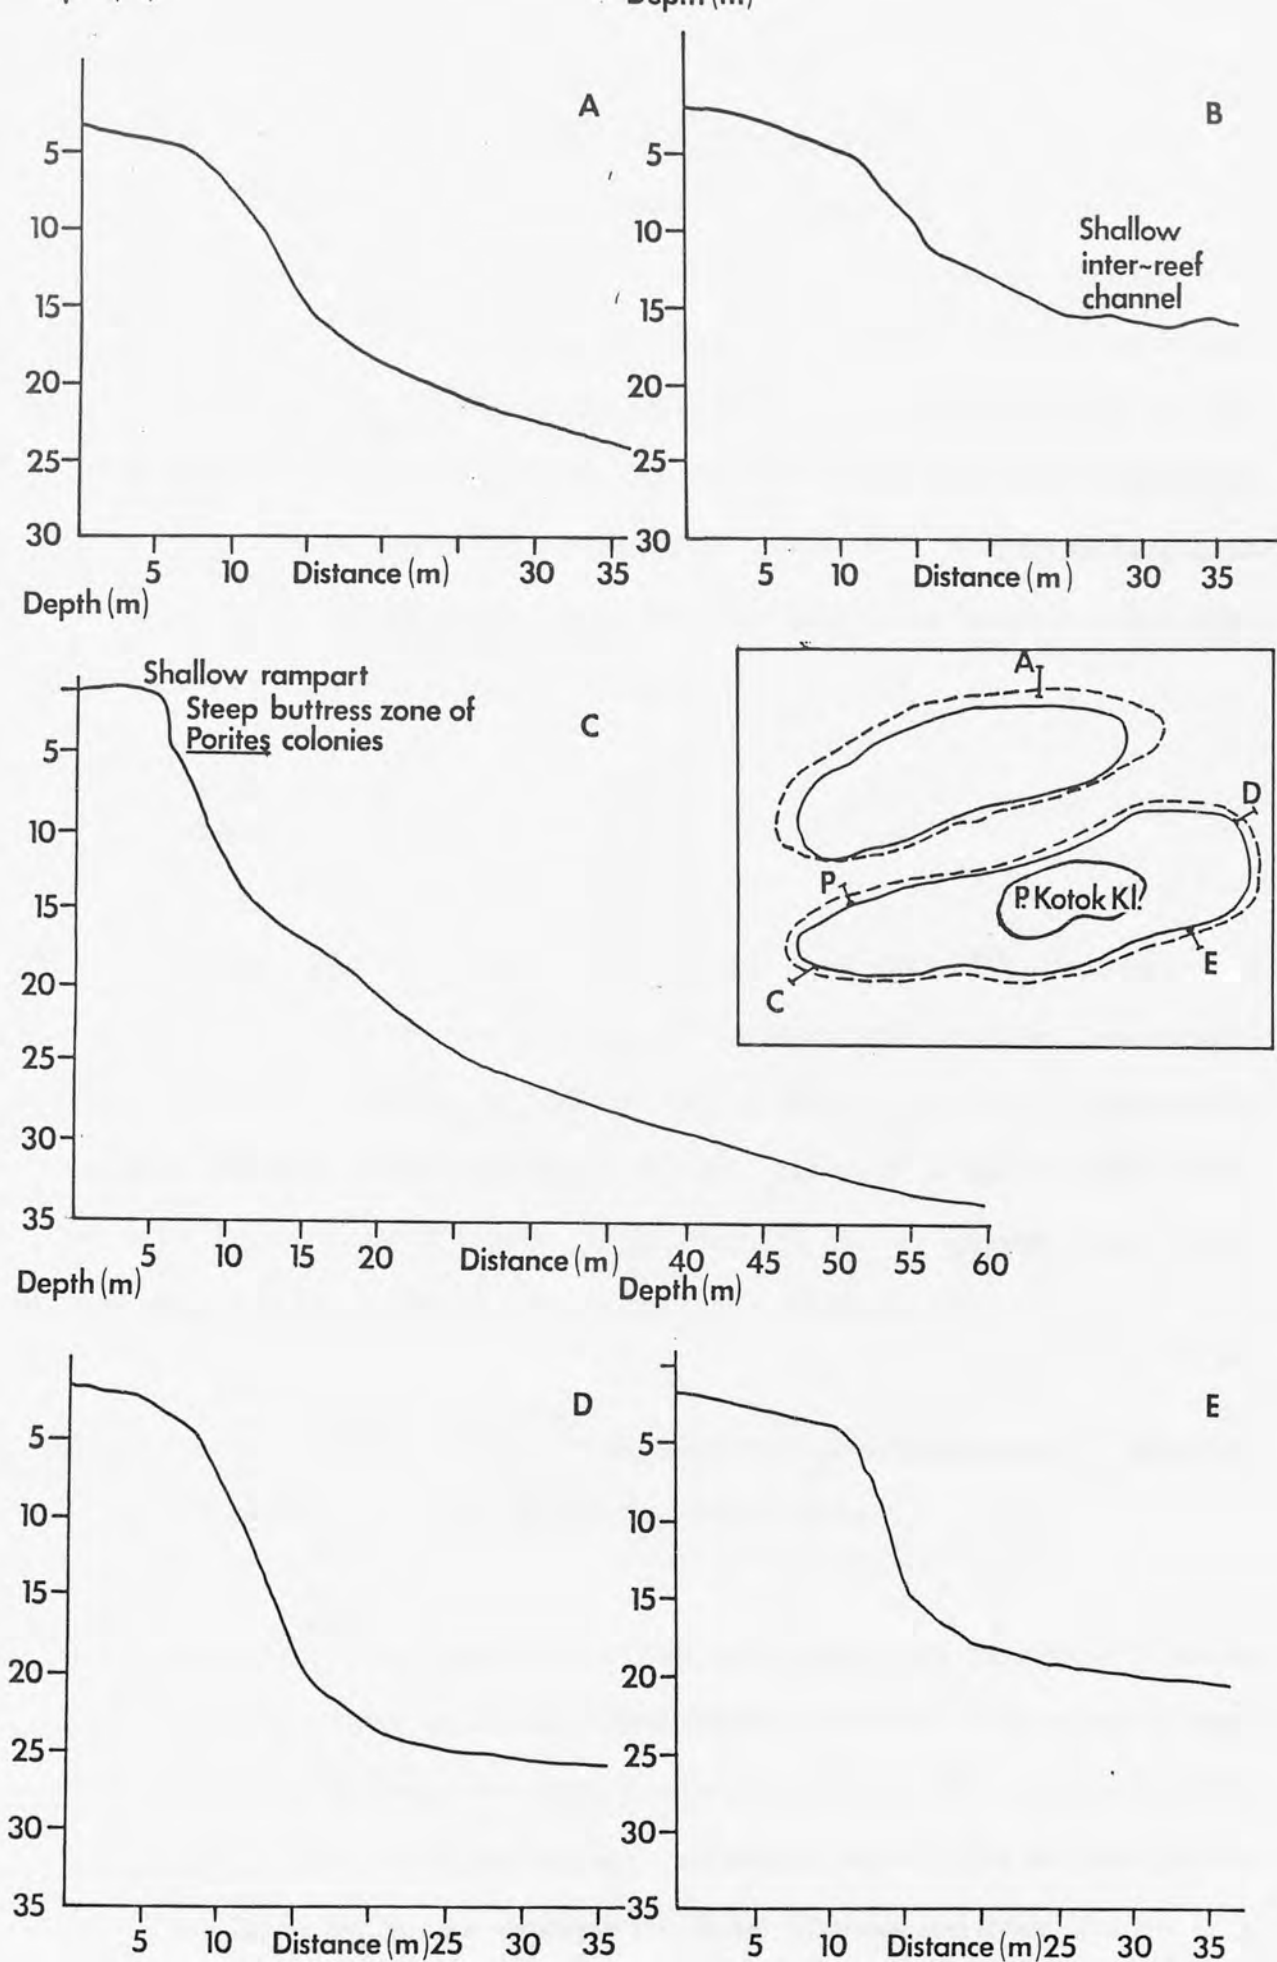 Depth (m)
A
5
10
15
20
25
30
5 10 Distance (m) 30 35
B
5
10
15
20
25
30
Shallow
inter~reef
channel
5 10 Distance (m) 30 35
Depth (m)
Shallow rampart
Steep buttress zone of
Porites colonies
C
5
10
15
20
25
30
35
5 10 15 20 Distance (m) 40 45 50 55 60
A
D
P
P. Kotok Kl.
E
C
Depth (m)
D
5
10
15
20
25
30
35
5 10 Distance (m) 25 30 35
Depth (m)
E
5
10
15
20
25
30
35
5 10 Distance (m) 25 30 35